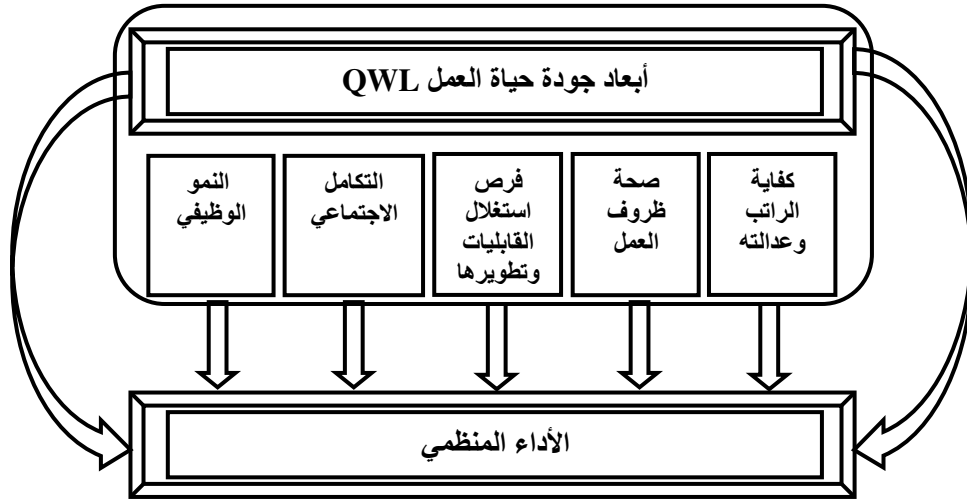 أبعاد جودة حياة العمل QWL
كفاية
الراتب
وعدالته
صحة
ظروف
العمل
فرص
استغلال
القابليات
وتطويرها
التكامل
الاجتماعي
النمو
الوظيفي
الأداء المنظمي